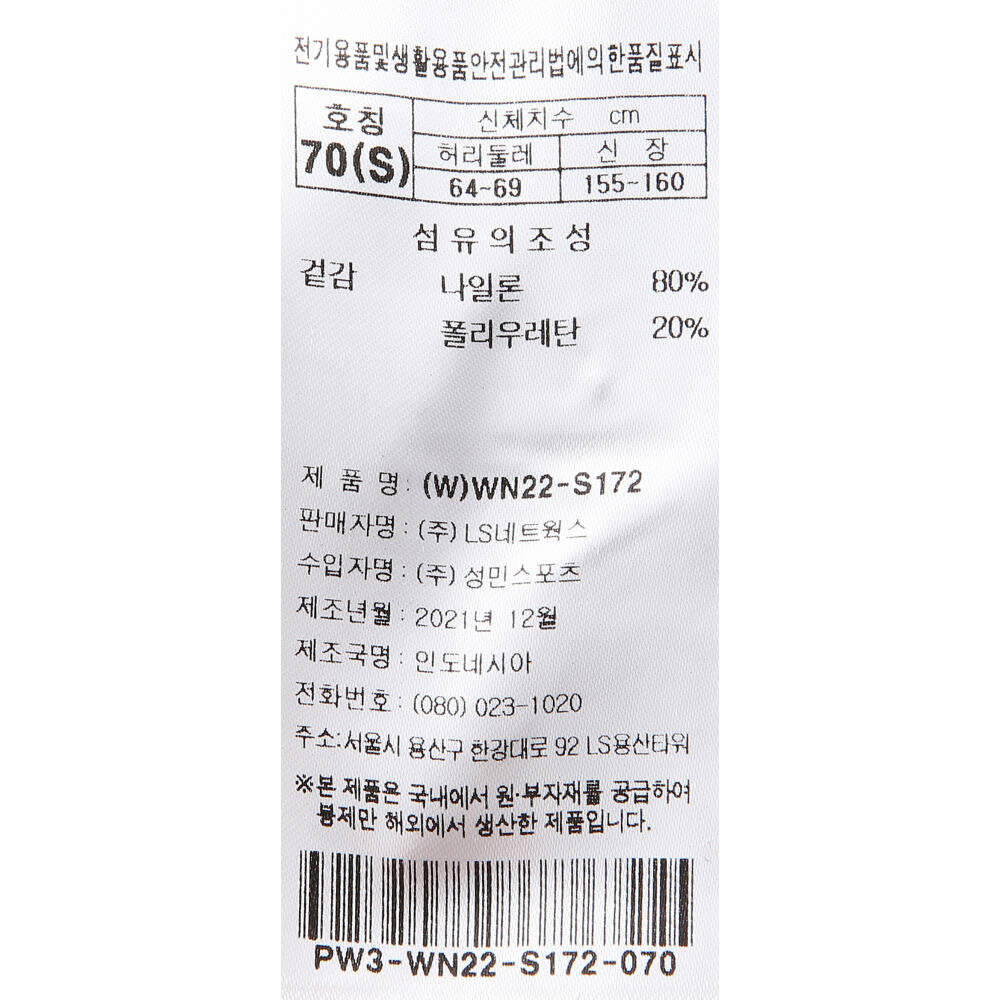 전기용품및생활용품안전관리법에의한품질표시
호칭 신체치수 cm
70(S) 허리둘레 신 장
64~69 155~160
섬유의조성
겉감 나일론 80%
폴리우레탄 20%
제 품 명: (W)WN22-S172
판매자명: (주) LS네트웍스
수입자명: (주) 성민스포츠
제조년월: 2021년 12월
제조국명: 인도네시아
전화번호: (080) 023-1020
주소:서울시 용산구 한강대로 92 LS용산타워
※본 제품은 국내에서 원·부자재를 공급하여
봉제만 해외에서 생산한 제품입니다.
PW3-WN22-S172-070